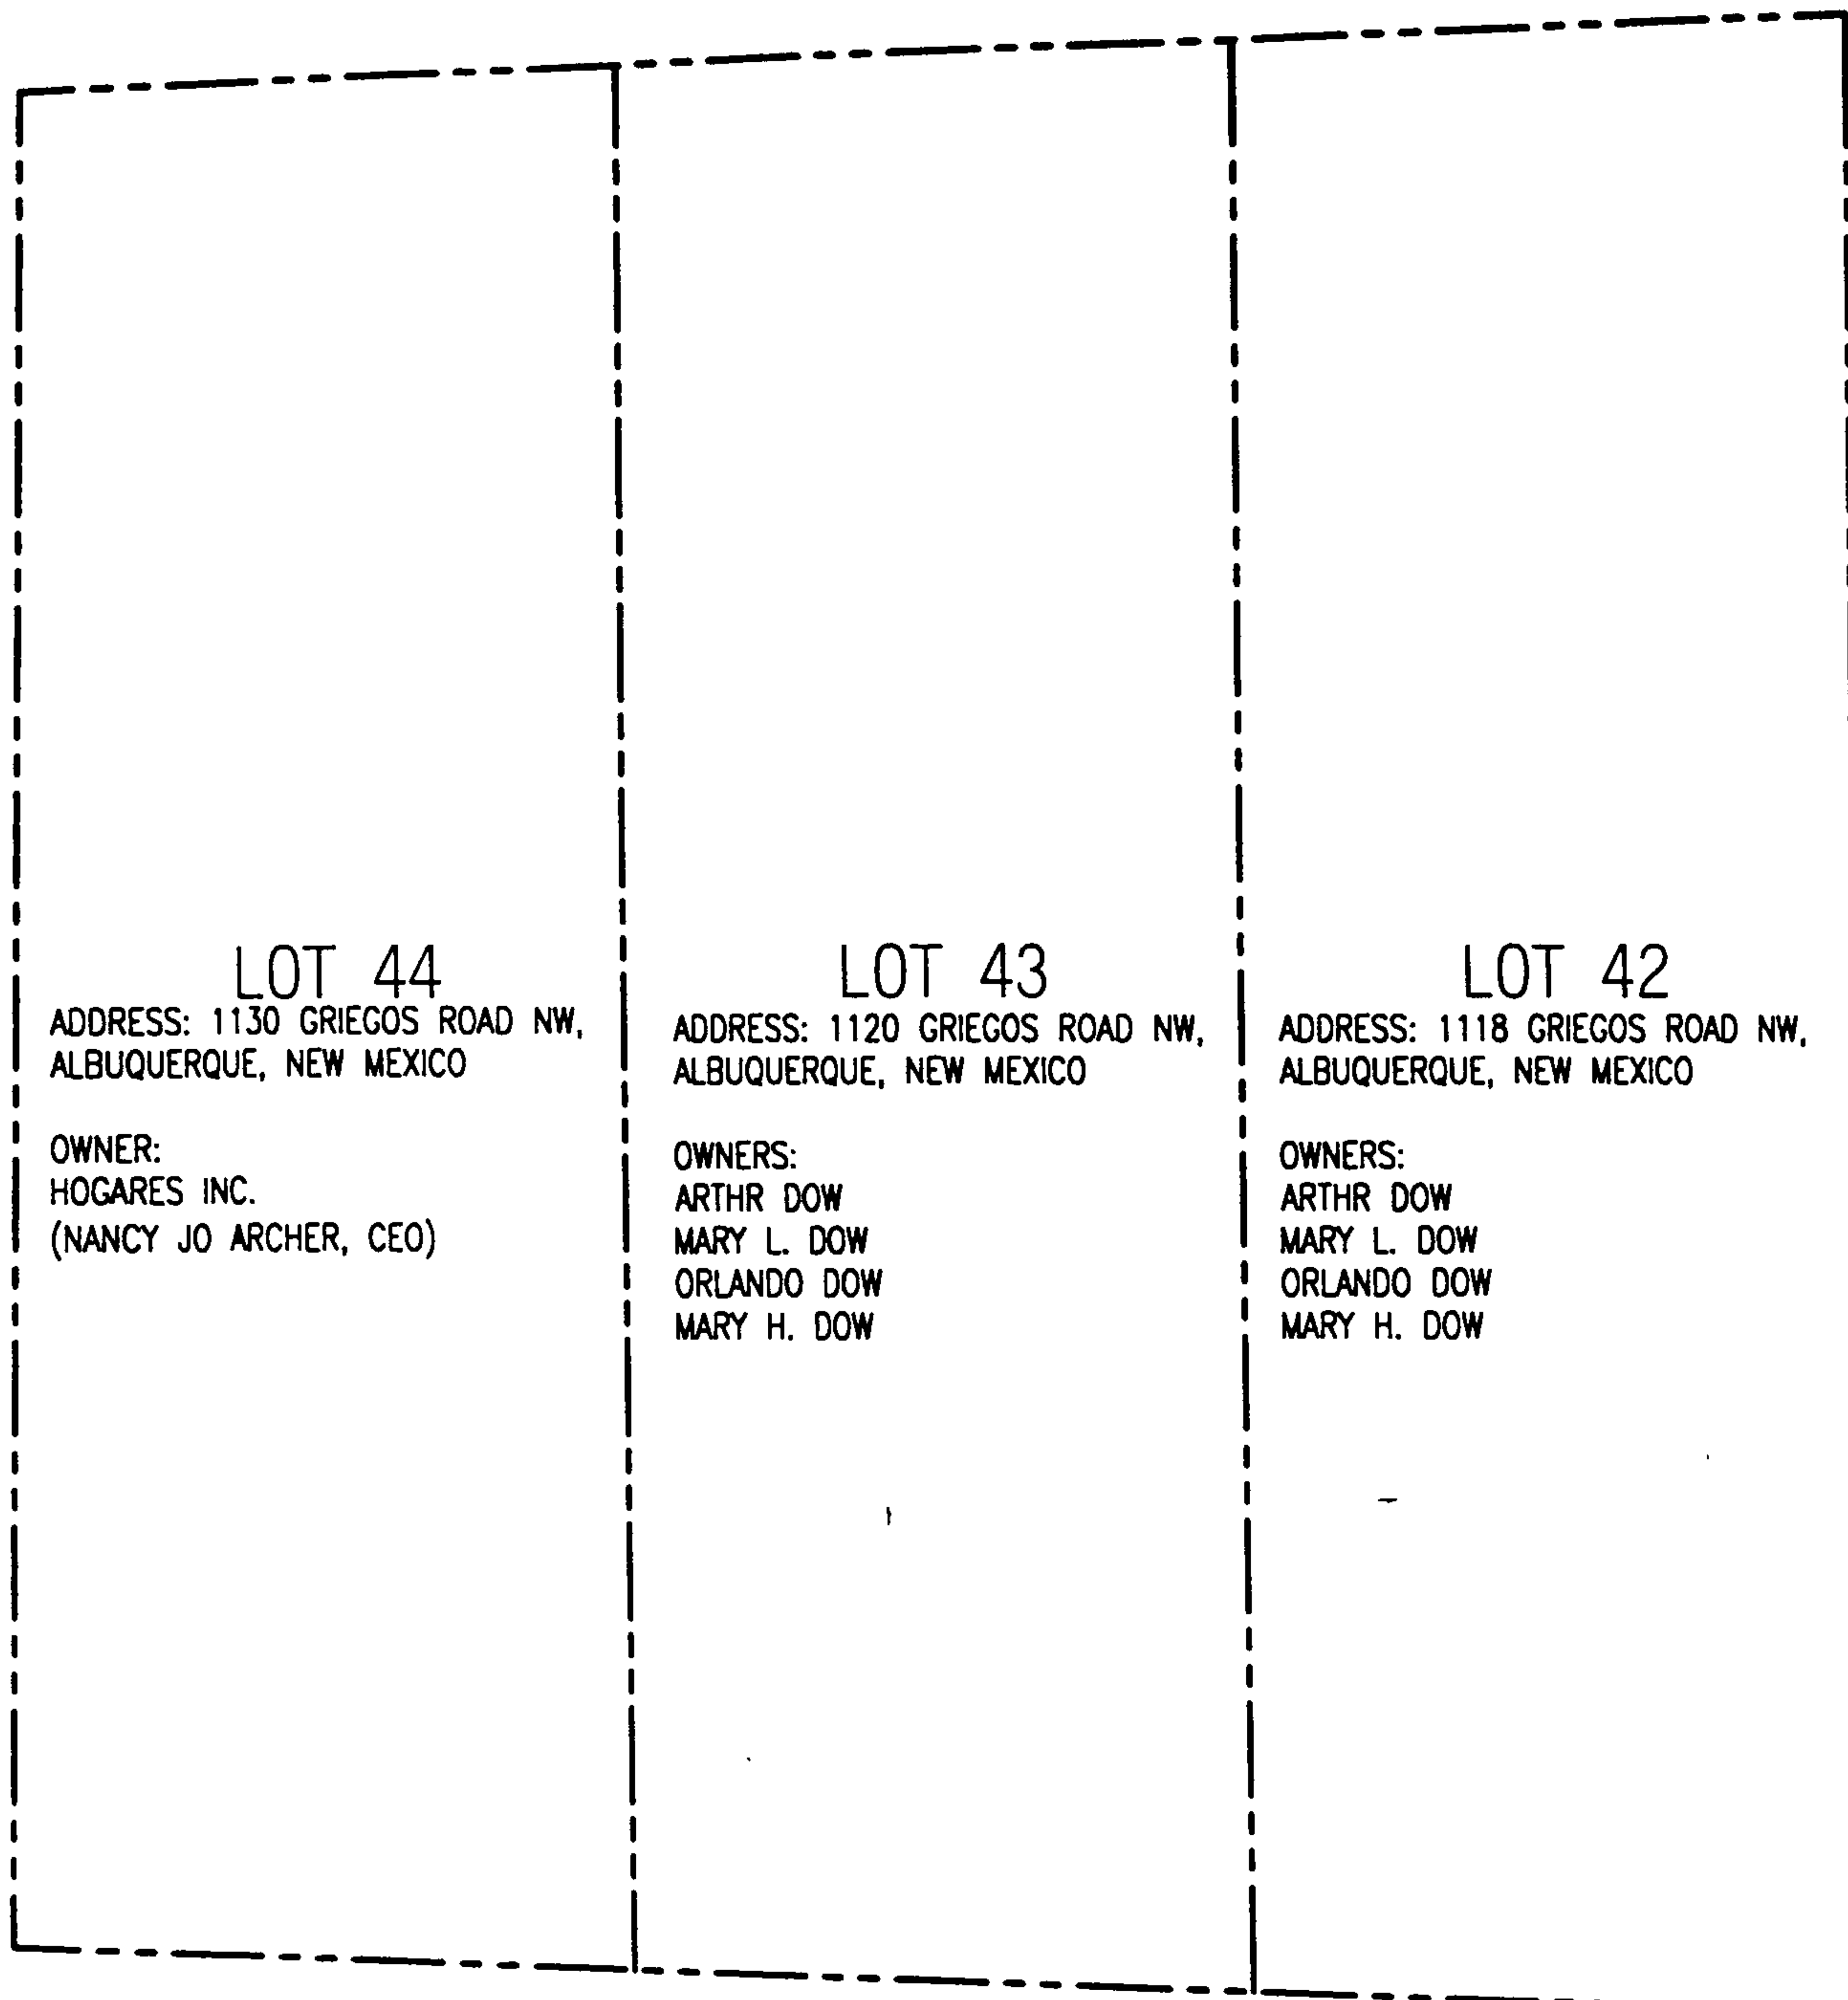 LOT 44
ADDRESS: 1130 GRIEGOS ROAD NW,
ALBUQUERQUE, NEW MEXICO
OWNER:
HOGARES INC.
(NANCY JO ARCHER, CEO)
LOT 43
ADDRESS: 1120 GRIEGOS ROAD NW,
ALBUQUERQUE, NEW MEXICO
OWNERS:
ARTHR DOW
MARY L. DOW
ORLANDO DOW
MARY H. DOW
LOT 42
ADDRESS: 1118 GRIEGOS ROAD NW,
ALBUQUERQUE, NEW MEXICO
OWNERS:
ARTHR DOW
MARY L. DOW
ORLANDO DOW
MARY H. DOW